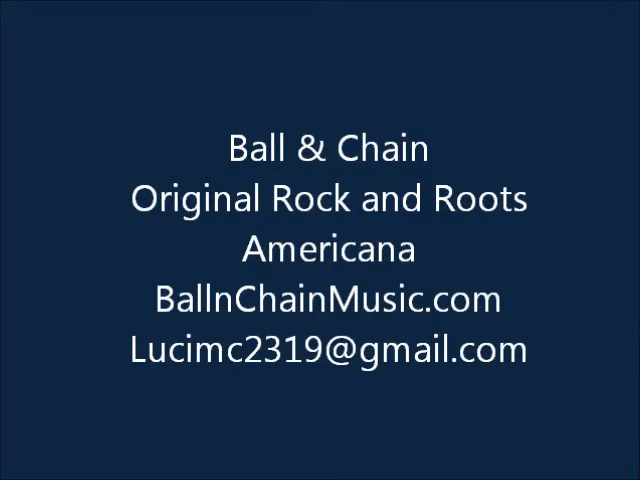 Ball & Chain
Original Rock and Roots
Americana
BallnChainMusic.com
Lucimc2319@gmail.com